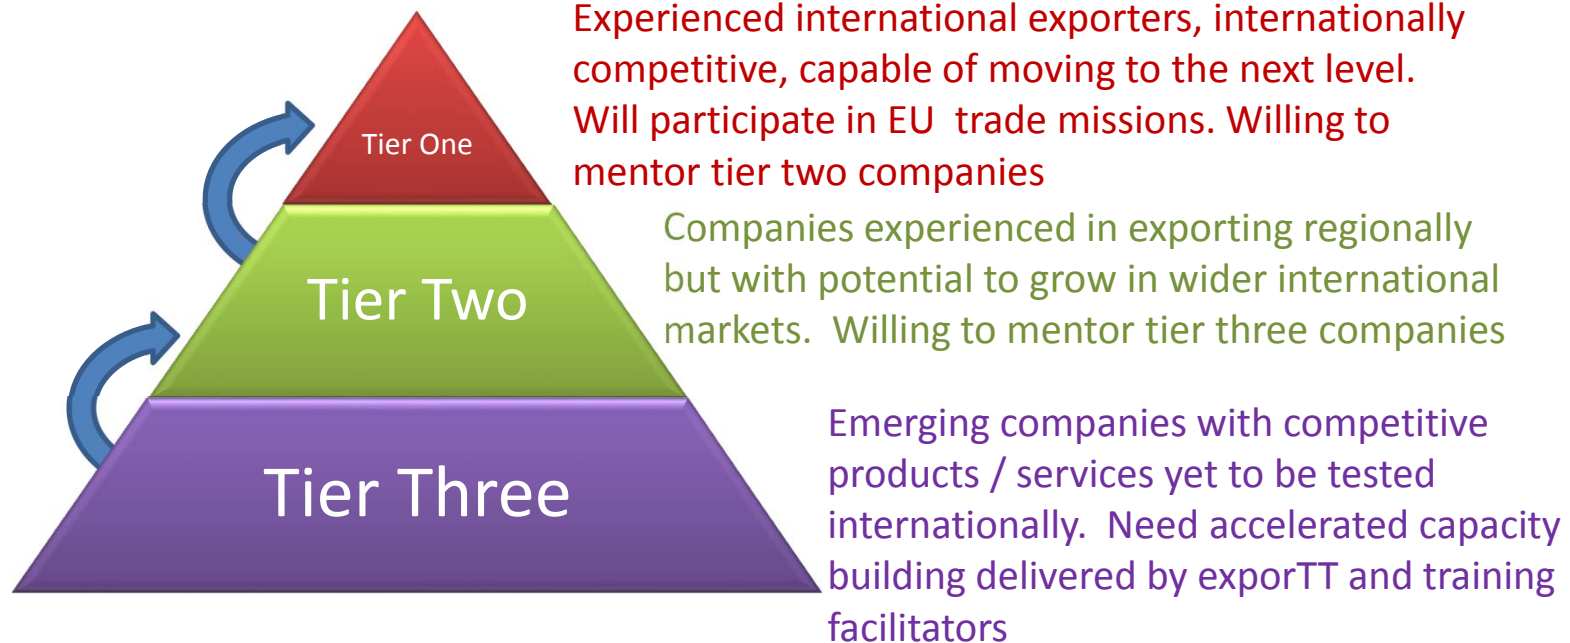 Experienced international exporters, internationally
competitive, capable of moving to the next level.
Will participate in EU  trade missions. Willing to
mentor tier two companies
Tier One
Companies experienced in exporting regionally
but with potential to grow in wider international
markets.  Willing to mentor tier three companies
Tier Two
Emerging companies with competitive
products / services yet to be tested
internationally.  Need accelerated capacity
building delivered by exporTT and training
facilitators
Tier Three